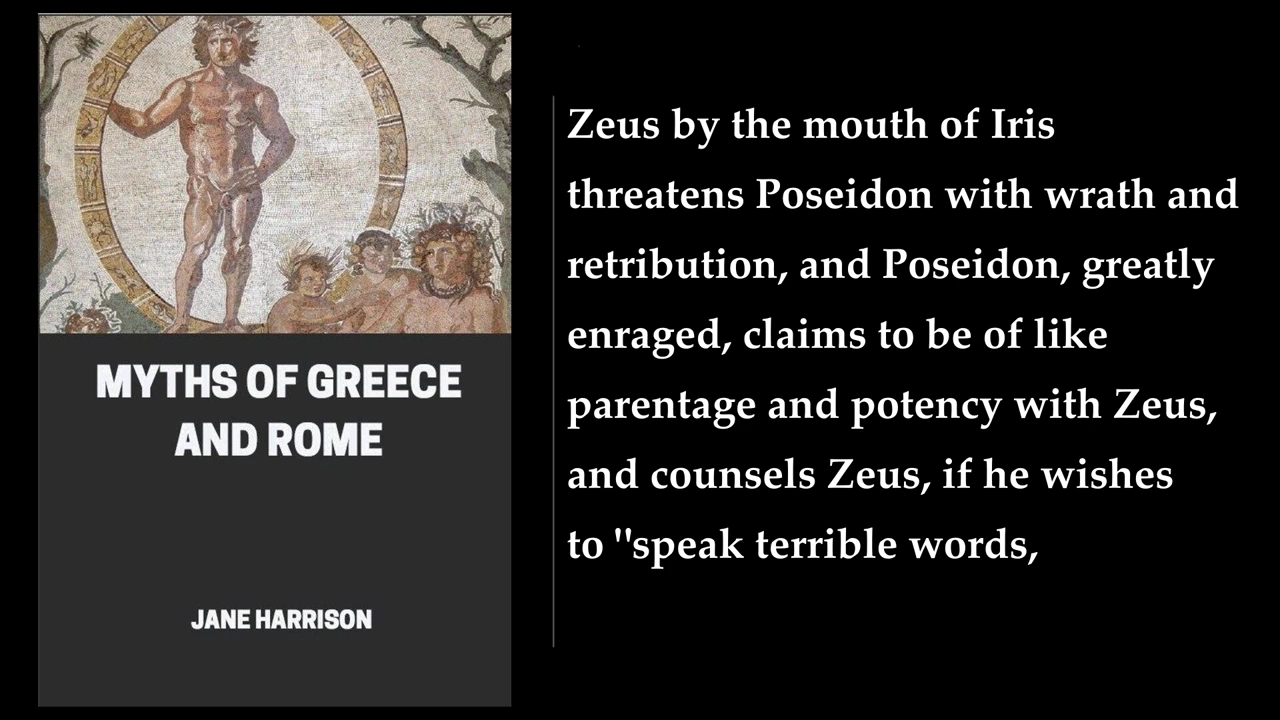 MYTHS OF GREECE
AND ROME
JANE HARRISON
Zeus by the mouth of Iris
threatens Poseidon with wrath and
retribution, and Poseidon, greatly
enraged, claims to be of like
parentage and potency with Zeus,
and counsels Zeus, if he wishes
to "speak terrible words,